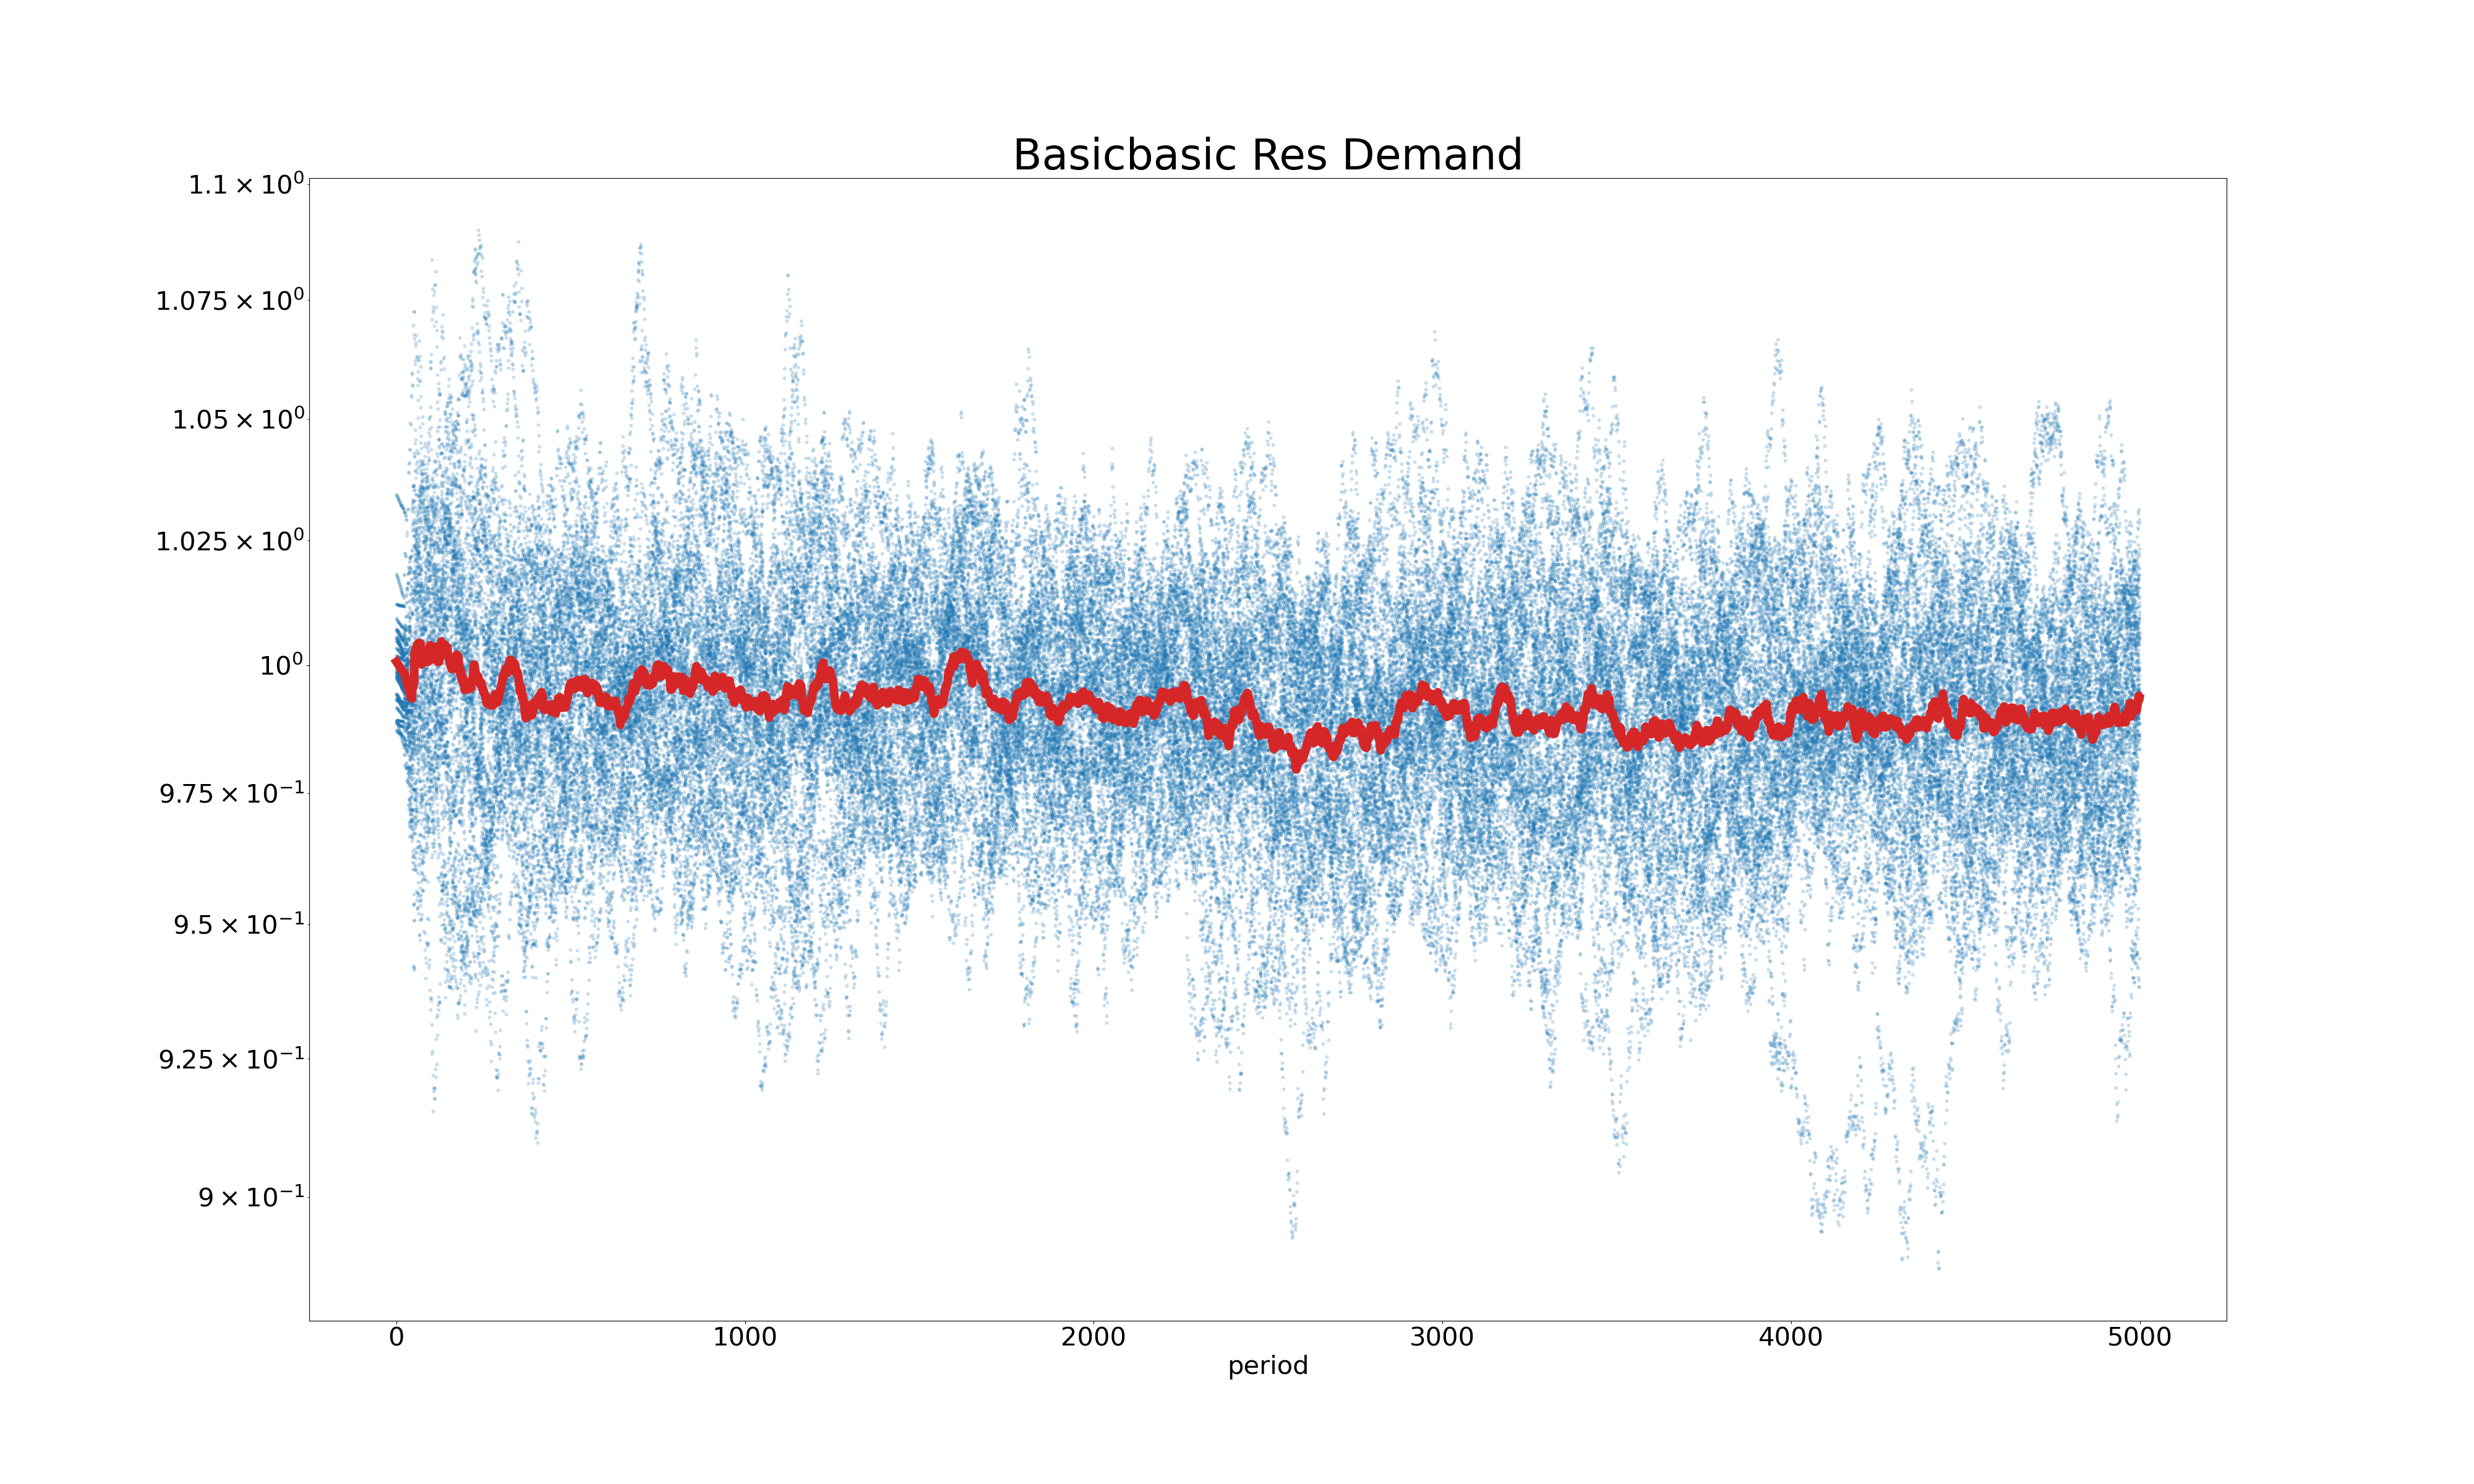 Basicbasic Res Demand
1.1 × 10⁰
1.075 × 10⁰
1.05 × 10⁰
1.025 × 10⁰
10⁰
9.75 × 10⁻¹
9.5 × 10⁻¹
9.25 × 10⁻¹
9 × 10⁻¹
0 1000 2000 3000 4000 5000
period